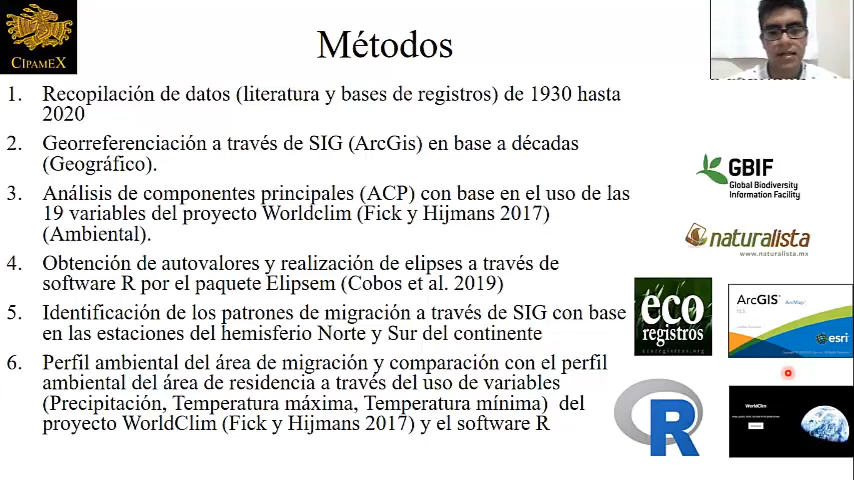 CIPAMEX
Métodos
1. Recopilación de datos (literatura y bases de registros) de 1930 hasta
2020
2. Georreferenciación a través de SIG (ArcGis) en base a décadas
(Geográfico).
3. Análisis de componentes principales (ACP) con base en el uso de las
19 variables del proyecto Worldclim (Fick y Hijmans 2017)
(Ambiental).
4. Obtención de autovalores y realización de elipses a través de
software R por el paquete Elipsem (Cobos et al. 2019)
5. Identificación de los patrones de migración a través de SIG con base
en las estaciones del hemisferio Norte y Sur del continente
6. Perfil ambiental del área de migración y comparación con el perfil
ambiental del área de residencia a través del uso de variables
(Precipitación, Temperatura máxima, Temperatura mínima) del
proyecto WorldClim (Fick y Hijmans 2017) y el software R
GBIF
Global Biodiversity
Information Facility
naturalista
www.naturalista.mx
eco
registros
ecoregistros.org
ArcGIS ArcMap
esri
R
WorldClim